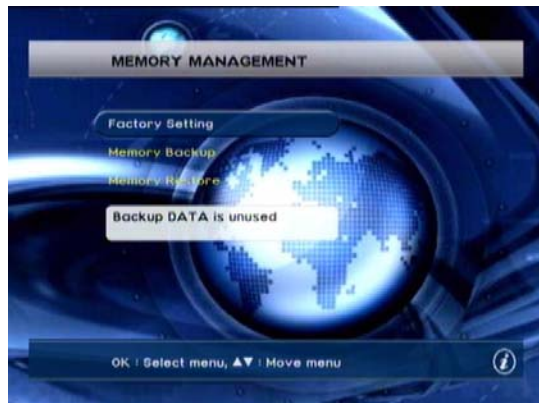 MEMORY MANAGEMENT
Factory Setting
Memory Backup
Memory Restore
Backup DATA is unused
OK : Select menu, ▲▼ : Move menu
i